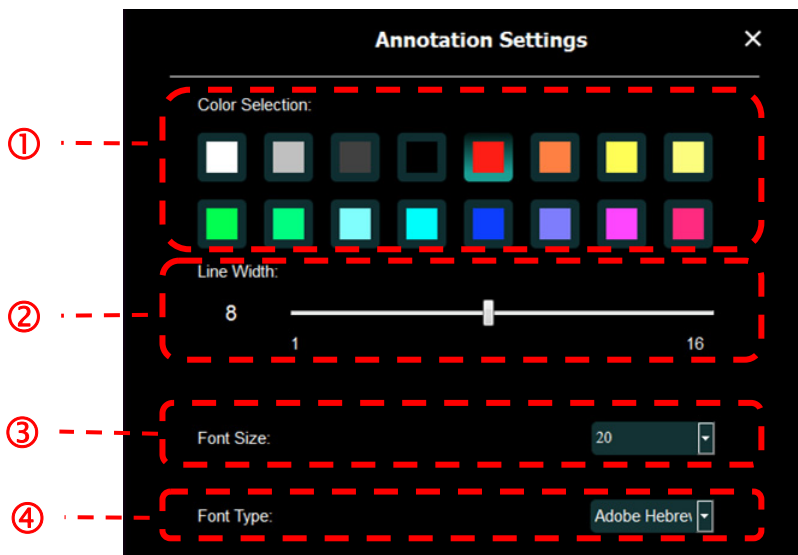 Annotation Settings ×
① Color Selection:
② Line Width:
8
1 16
③ Font Size: 20
④ Font Type: Adobe Hebrev